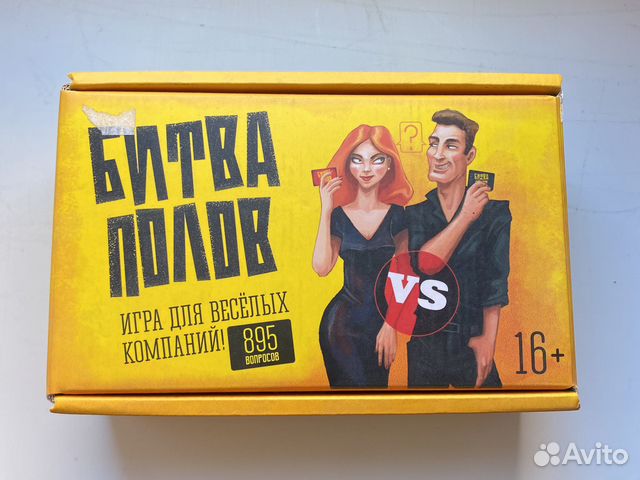 БИТВА
ПОЛОВ
ИГРА ДЛЯ ВЕСЁЛЫХ
КОМПАНИЙ!
895
ВОПРОСОВ
?
VS
16+
Avito